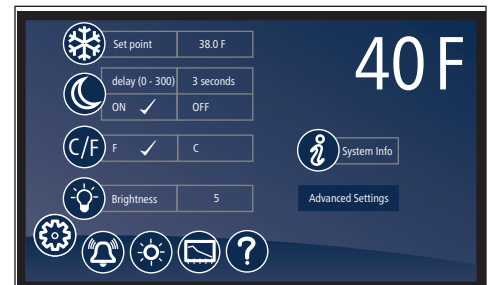 Set point 38.0 F
40 F
delay (0 - 300) 3 seconds
ON ✓ OFF
C/F F ✓ C
i System Info
Brightness 5
Advanced Settings
?